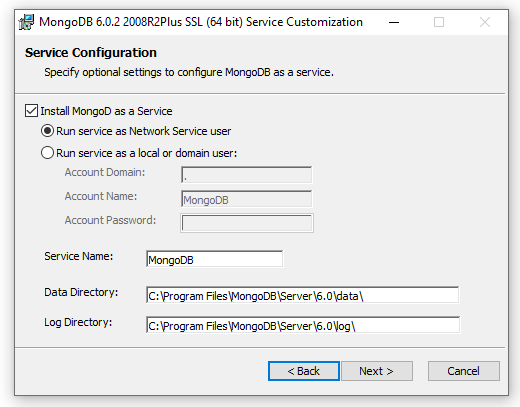 MongoDB 6.0.2 2008R2Plus SSL (64 bit) Service Customization
Service Configuration
Specify optional settings to configure MongoDB as a service.
Install MongoD as a Service
Run service as Network Service user
Run service as a local or domain user:
Account Domain: .
Account Name: MongoDB
Account Password:
Service Name: MongoDB
Data Directory: C:\Program Files\MongoDB\Server\6.0\data\
Log Directory: C:\Program Files\MongoDB\Server\6.0\log\
< Back Next > Cancel